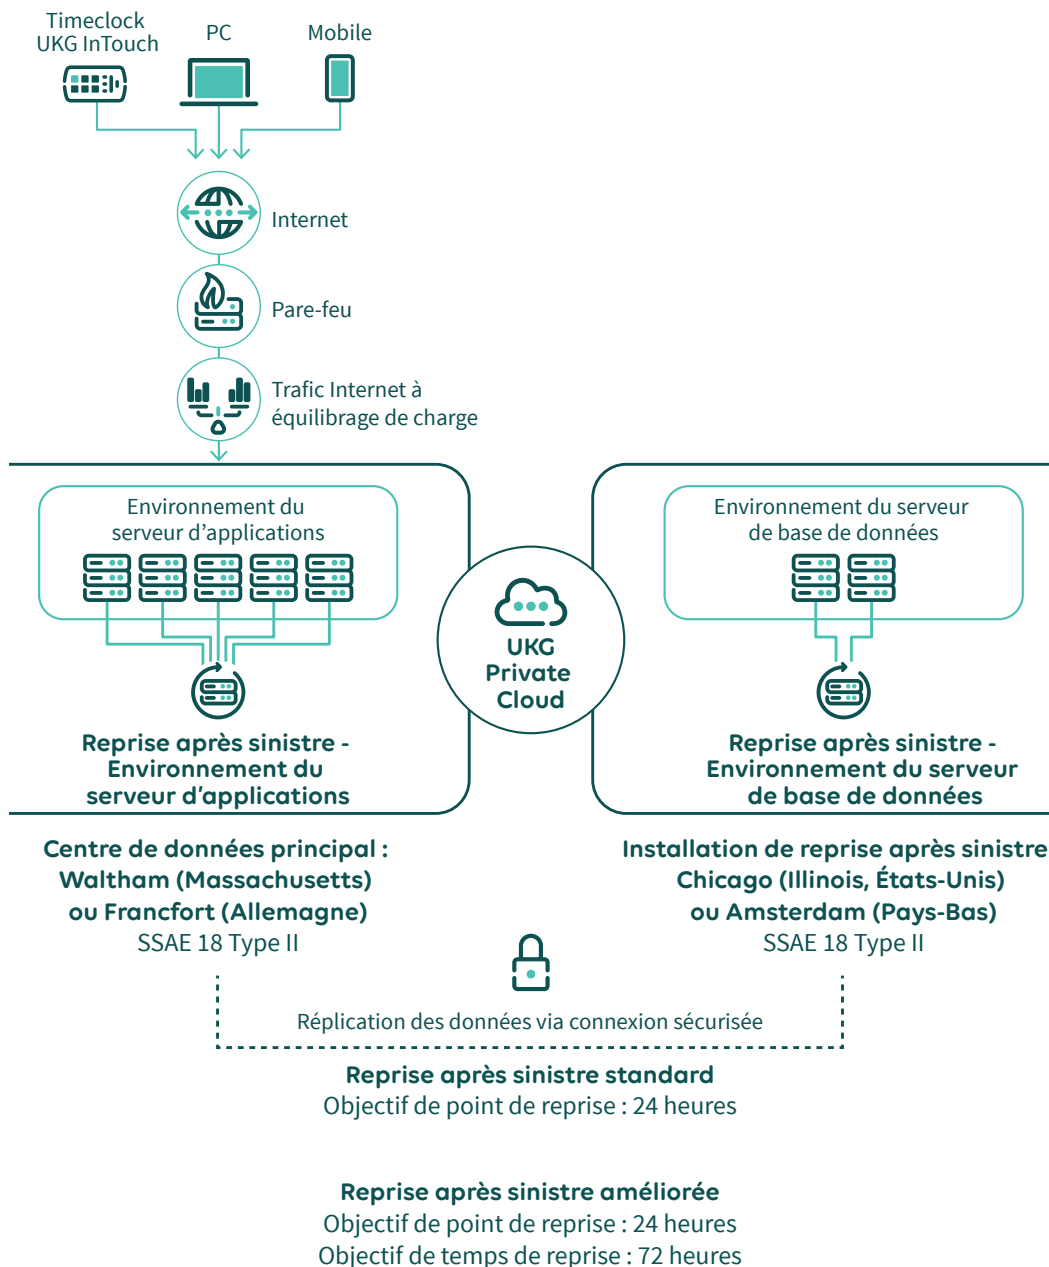 Timeclock
UKG InTouch
PC
Mobile
Internet
Pare-feu
Trafic Internet à
équilibrage de charge
Environnement du
serveur d’applications
Environnement du serveur
de base de données
UKG
Private
Cloud
Reprise après sinistre -
Environnement du
serveur d’applications
Reprise après sinistre -
Environnement du serveur
de base de données
Centre de données principal :
Waltham (Massachusetts)
ou Francfort (Allemagne)
SSAE 18 Type II
Installation de reprise après sinistre
Chicago (Illinois, États-Unis)
ou Amsterdam (Pays-Bas)
SSAE 18 Type II
Réplication des données via connexion sécurisée
Reprise après sinistre standard
Objectif de point de reprise : 24 heures
Reprise après sinistre améliorée
Objectif de point de reprise : 24 heures
Objectif de temps de reprise : 72 heures